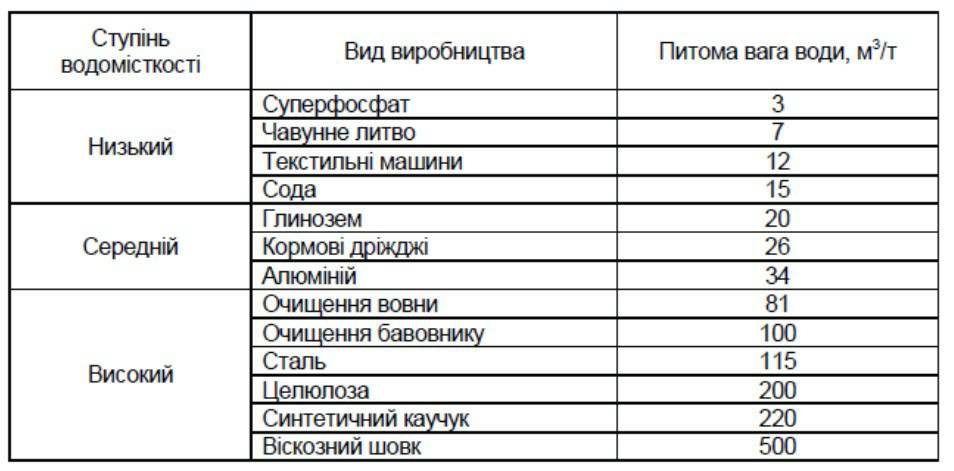 Ступінь
водомісткості
Вид виробництва
Питома вага води, м³/т
Низький
Суперфосфат 3
Чавунне литво 7
Текстильні машини 12
Сода 15
Середній
Глинозем 20
Кормові дріжджі 26
Алюміній 34
Високий
Очищення вовни 81
Очищення бавовнику 100
Сталь 115
Целюлоза 200
Синтетичний каучук 220
Віскозний шовк 500